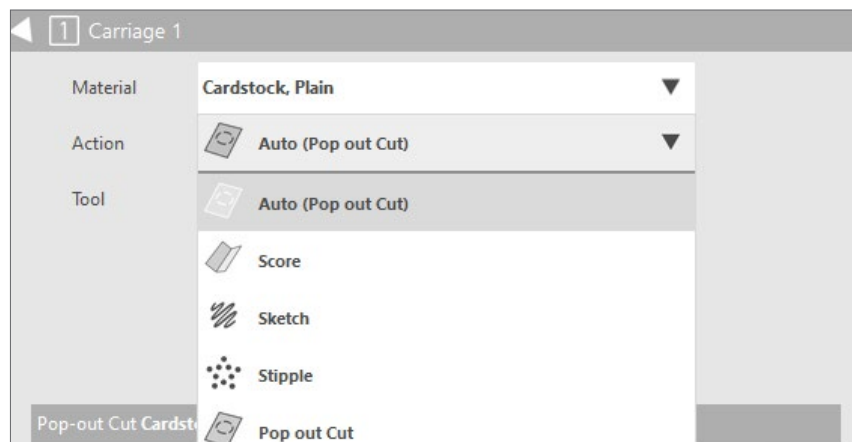 1 Carriage 1
Material Cardstock, Plain
Action Auto (Pop out Cut)
Tool Auto (Pop out Cut)
Score
Sketch
Stipple
Pop-out Cut
Pop out Cut